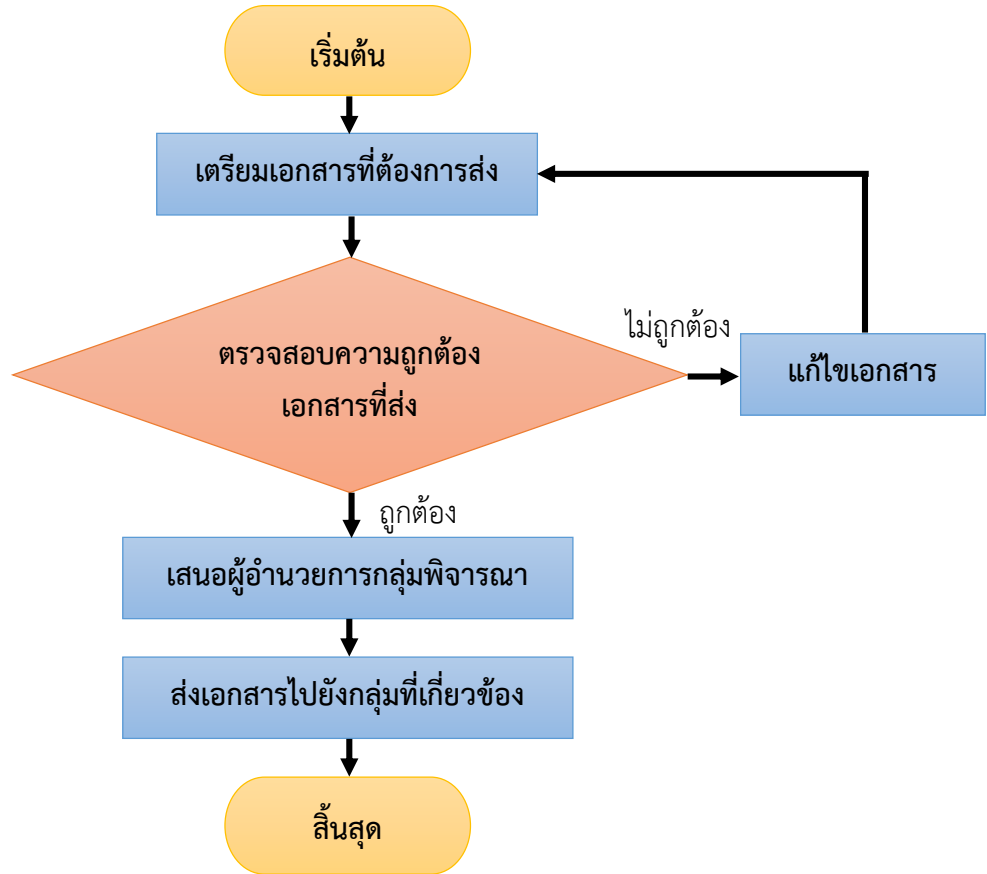 เริ่มต้น
เตรียมเอกสารที่ต้องการส่ง
ไม่ถูกต้อง
ตรวจสอบความถูกต้อง
เอกสารที่ส่ง
แก้ไขเอกสาร
ถูกต้อง
เสนอผู้อำนวยการกลุ่มพิจารณา
ส่งเอกสารไปยังกลุ่มที่เกี่ยวข้อง
สิ้นสุด